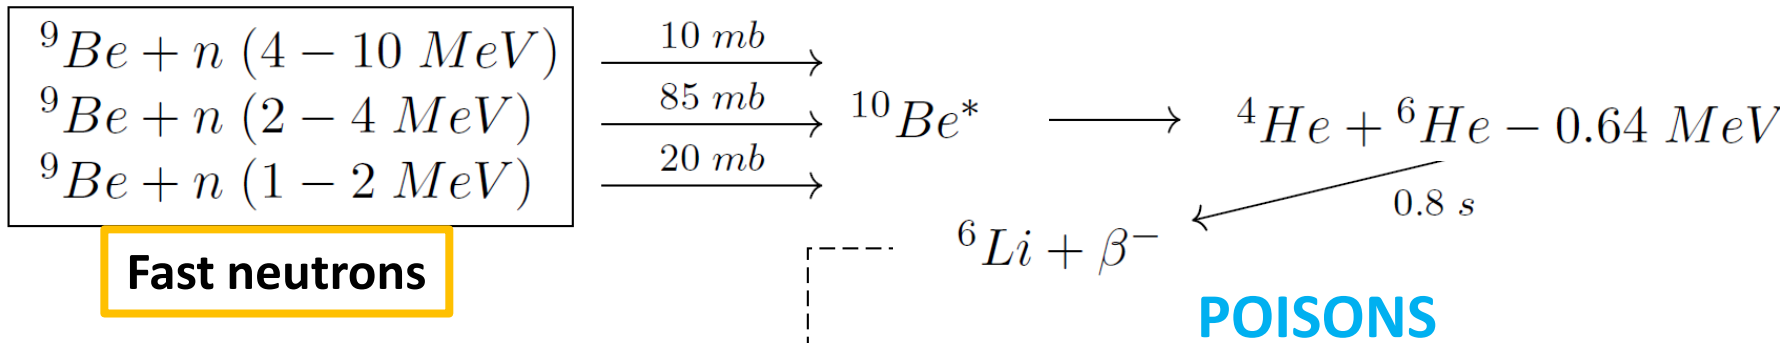 ⁹Be + n (4 – 10 MeV)
10 mb
⁹Be + n (2 – 4 MeV)
85 mb
¹⁰Be* ⟶ ⁴He + ⁶He – 0.64 MeV
⁹Be + n (1 – 2 MeV)
20 mb
0.8 s
⁶Li + β⁻
Fast neutrons
POISONS